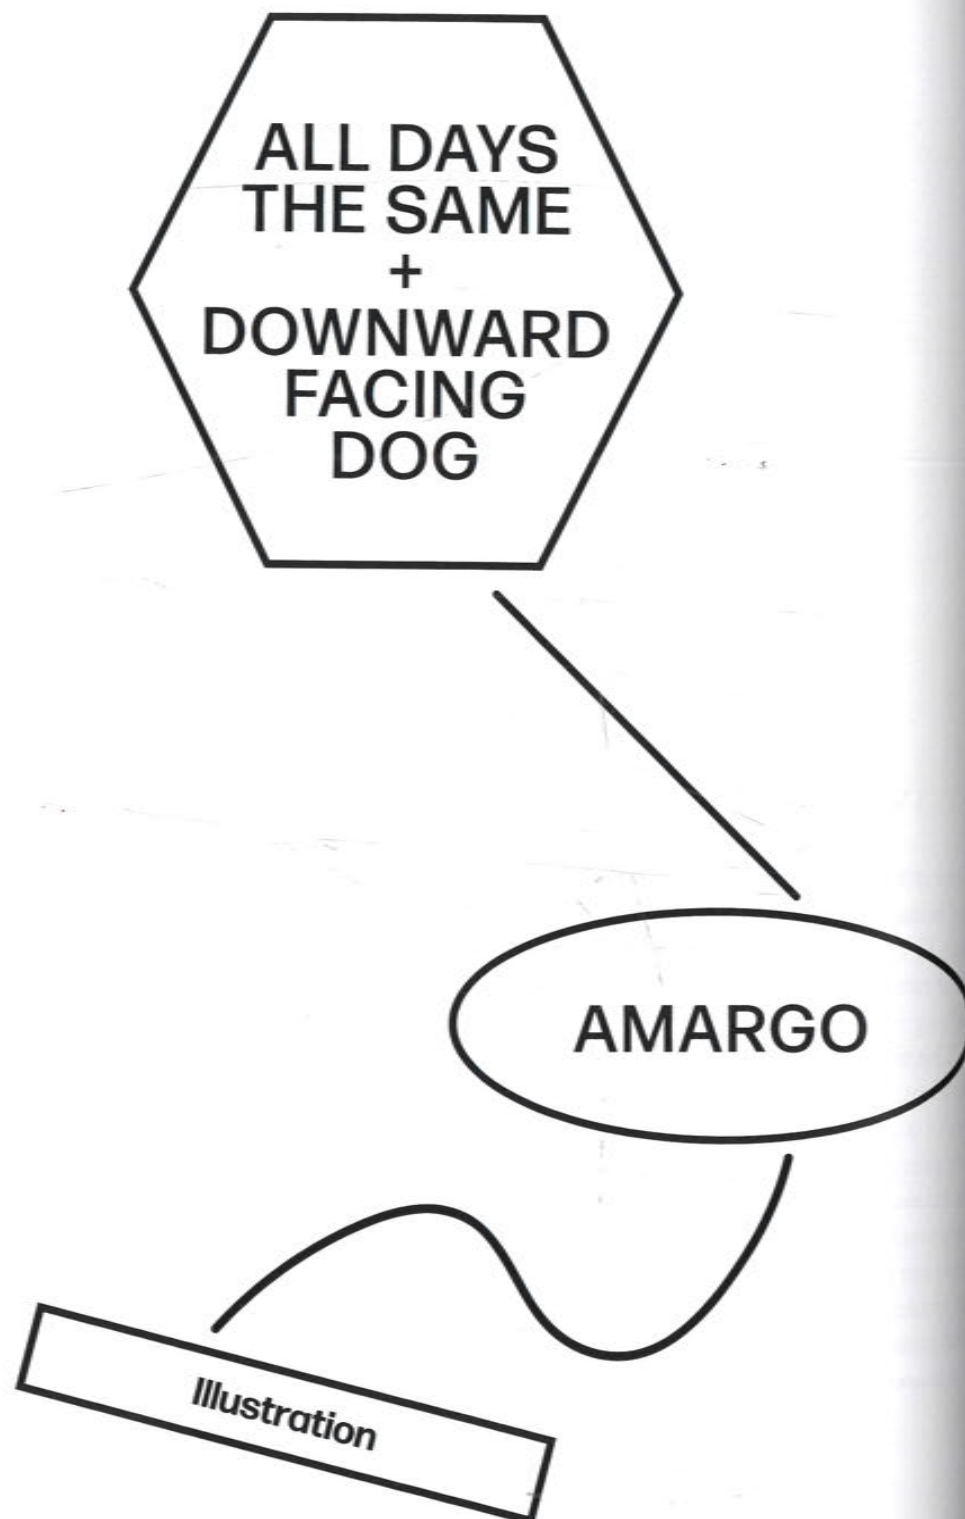 ALL DAYS
THE SAME
+
DOWNWARD
FACING
DOG
AMARGO
Illustration